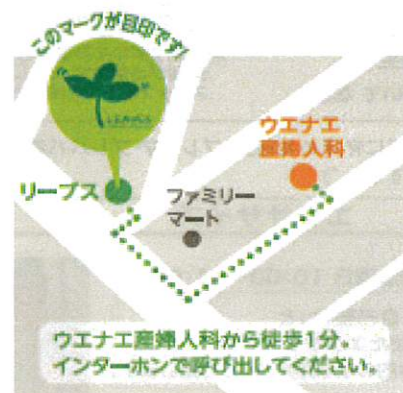 このマークが目印です!
LEAVES
ウエナエ
産婦人科
リーブス
ファミリー
マート
ウエナエ産婦人科から徒歩1分。
インターホンで呼び出してください。